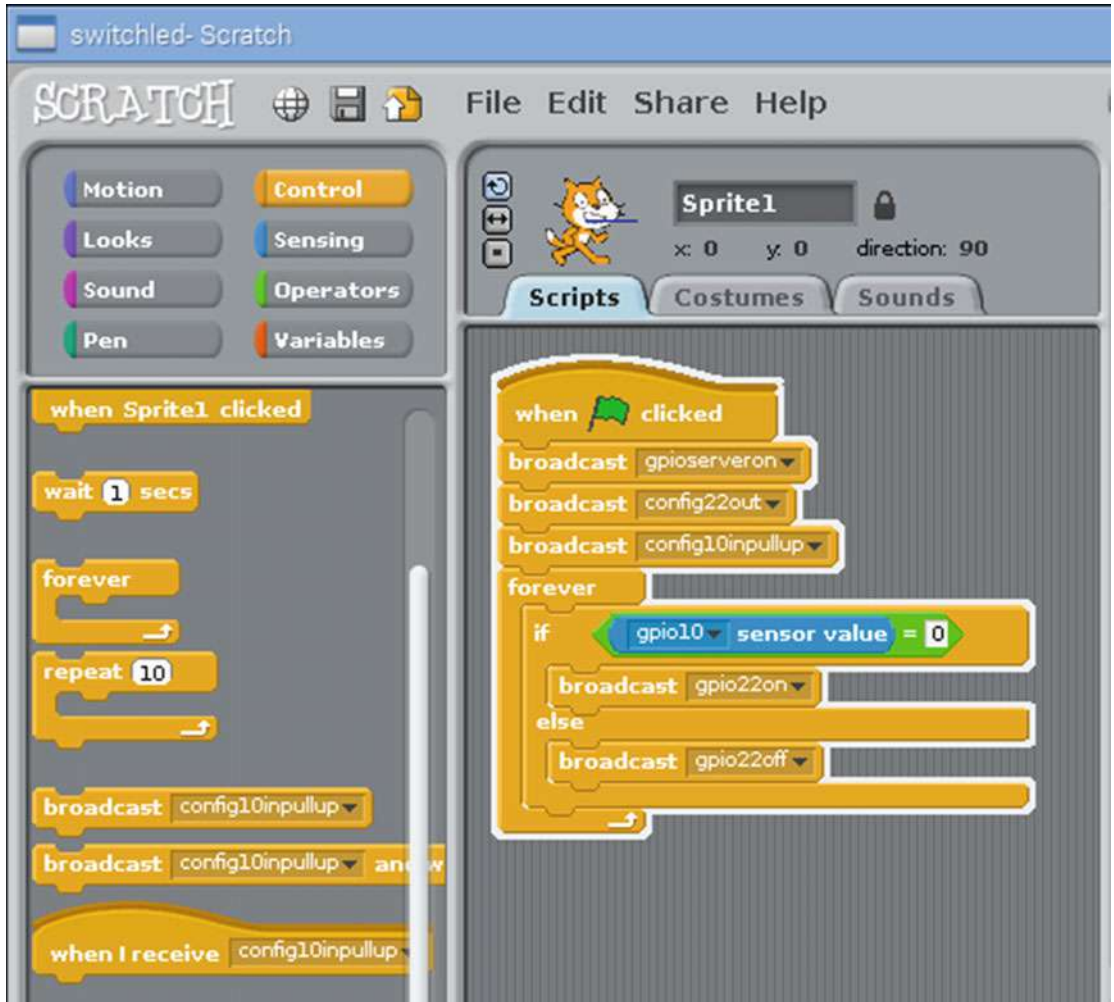 switchled- Scratch
SCRATCH File Edit Share Help
Motion Control
Looks Sensing
Sound Operators
Pen Variables
when Sprite1 clicked
wait 1 secs
forever
repeat 10
broadcast config10inpullup
broadcast config10inpullup and w
when I receive config10inpullup
Sprite1
x: 0 y: 0 direction: 90
Scripts Costumes Sounds
when clicked
broadcast gpioserveron
broadcast config22out
broadcast config10inpullup
forever
if gpio10 sensor value = 0
broadcast gpio22on
else
broadcast gpio22off